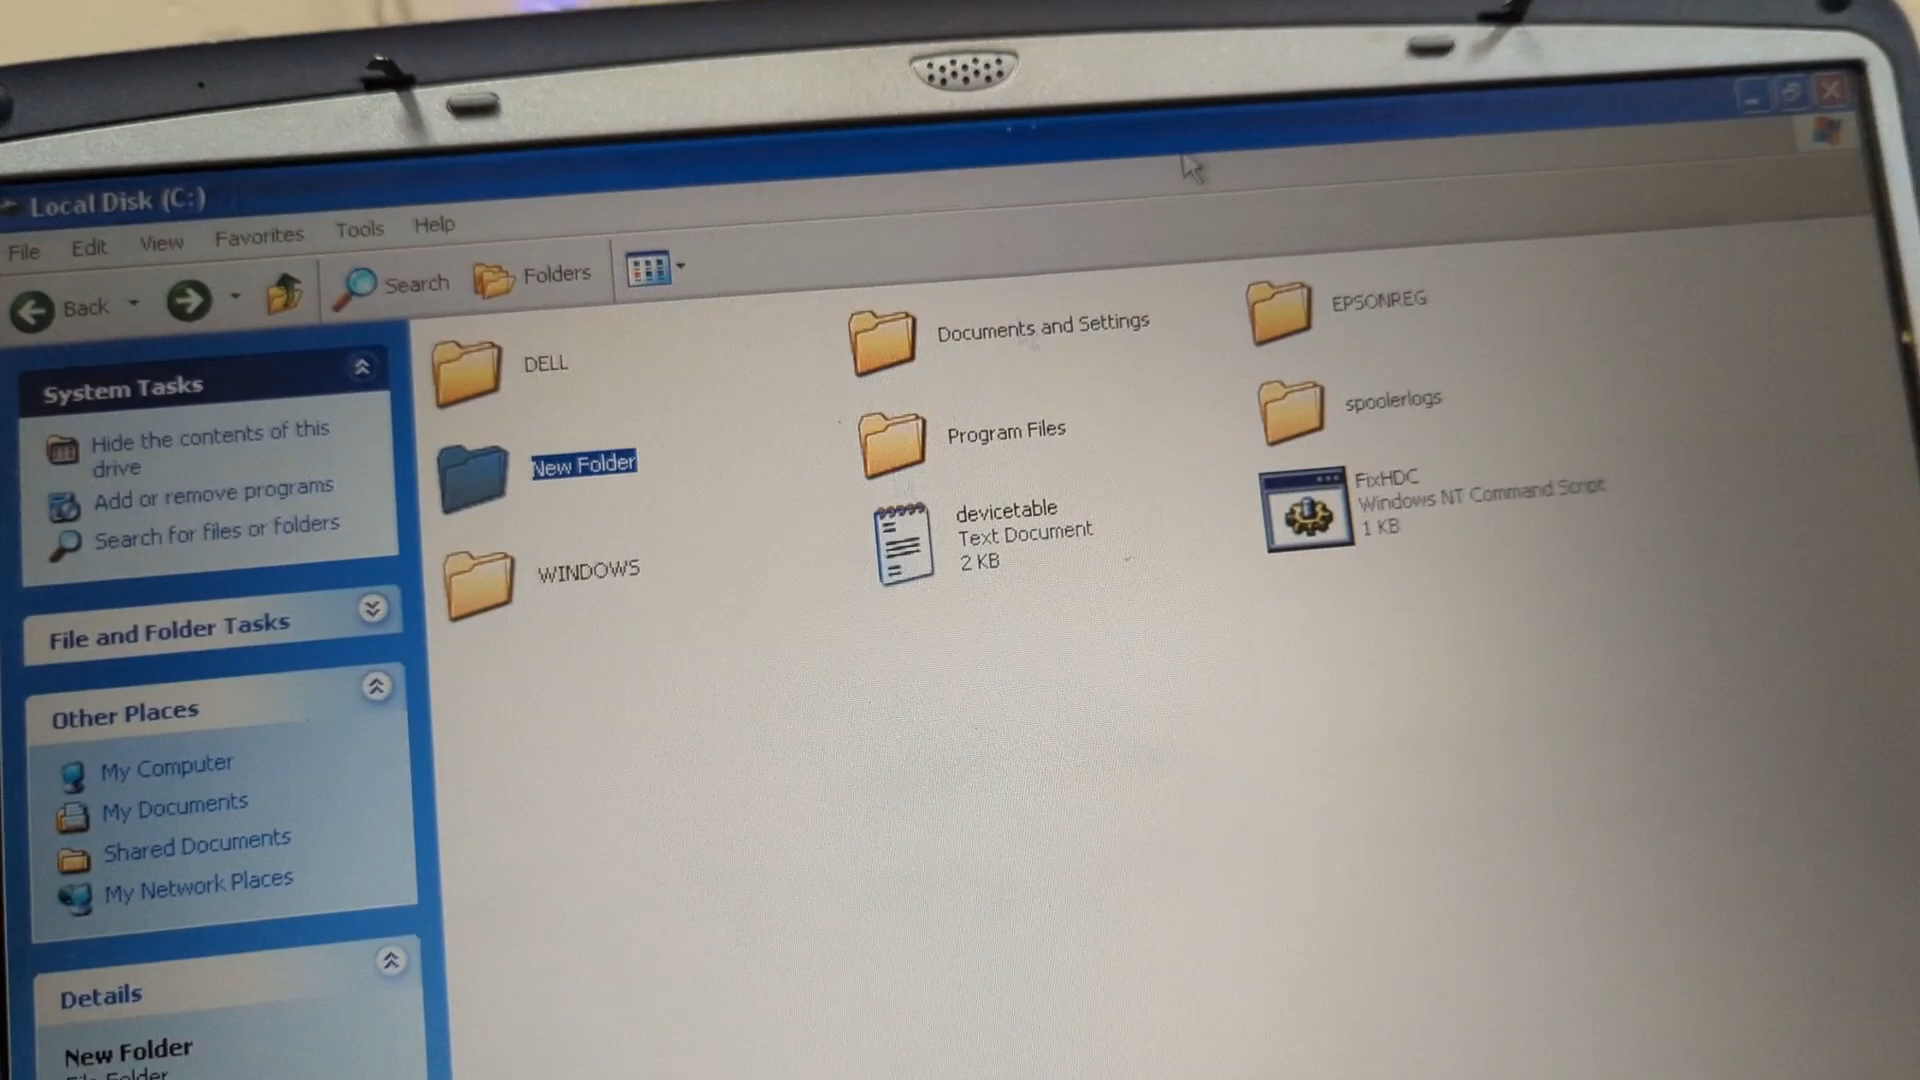 Local Disk (C:)
File Edit View Favorites Tools Help
Back Search Folders
System Tasks
Hide the contents of this
drive
Add or remove programs
Search for files or folders
File and Folder Tasks
Other Places
My Computer
My Documents
Shared Documents
My Network Places
Details
New Folder
File Folder
DELL
Documents and Settings
EPSONREG
New Folder
Program Files
spoolerlogs
WINDOWS
devicetable
Text Document
2 KB
FixHDC
Windows NT Command Script
1 KB